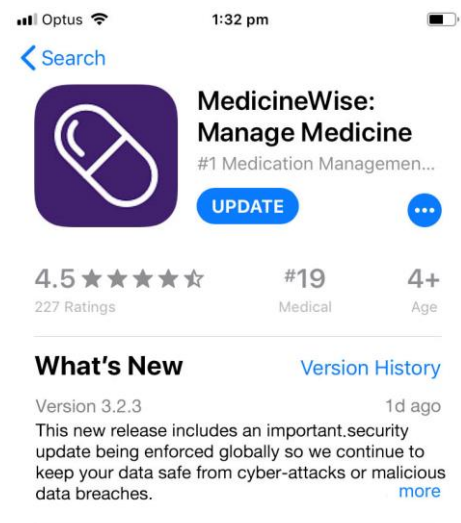 Optus 1:32 pm
Search
MedicineWise:
Manage Medicine
#1 Medication Managemen...
UPDATE
4.5 #19 4+
227 Ratings Medical Age
What's New Version History
Version 3.2.3 1d ago
This new release includes an important.security
update being enforced globally so we continue to
keep your data safe from cyber-attacks or malicious
data breaches. more